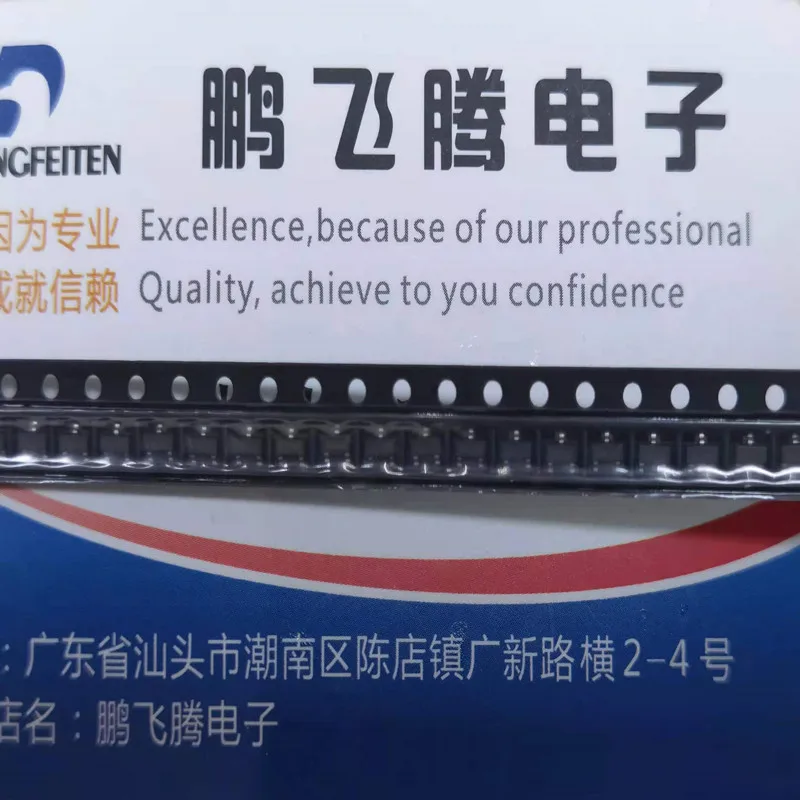 鹏飞腾电子
NGFEITEN
因为专业 Excellence,because of our professional
成就信赖 Quality, achieve to you confidence
：广东省汕头市潮南区陈店镇广新路横2-4号
店名：鹏飞腾电子